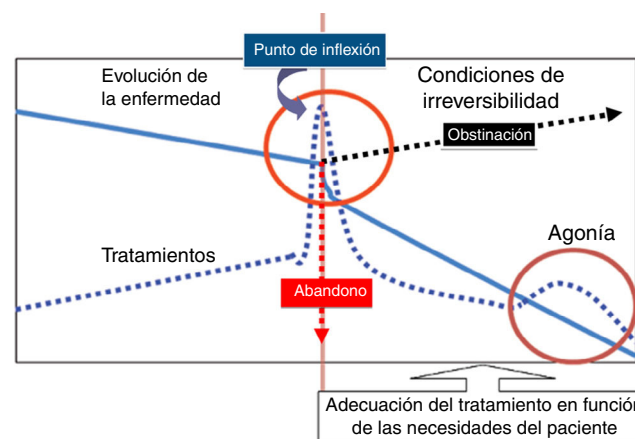 Punto de inflexión
Evolución de
la enfermedad
Condiciones de
irreversibilidad
Obstinación
Tratamientos
Agonía
Abandono
Adecuación del tratamiento en función
de las necesidades del paciente